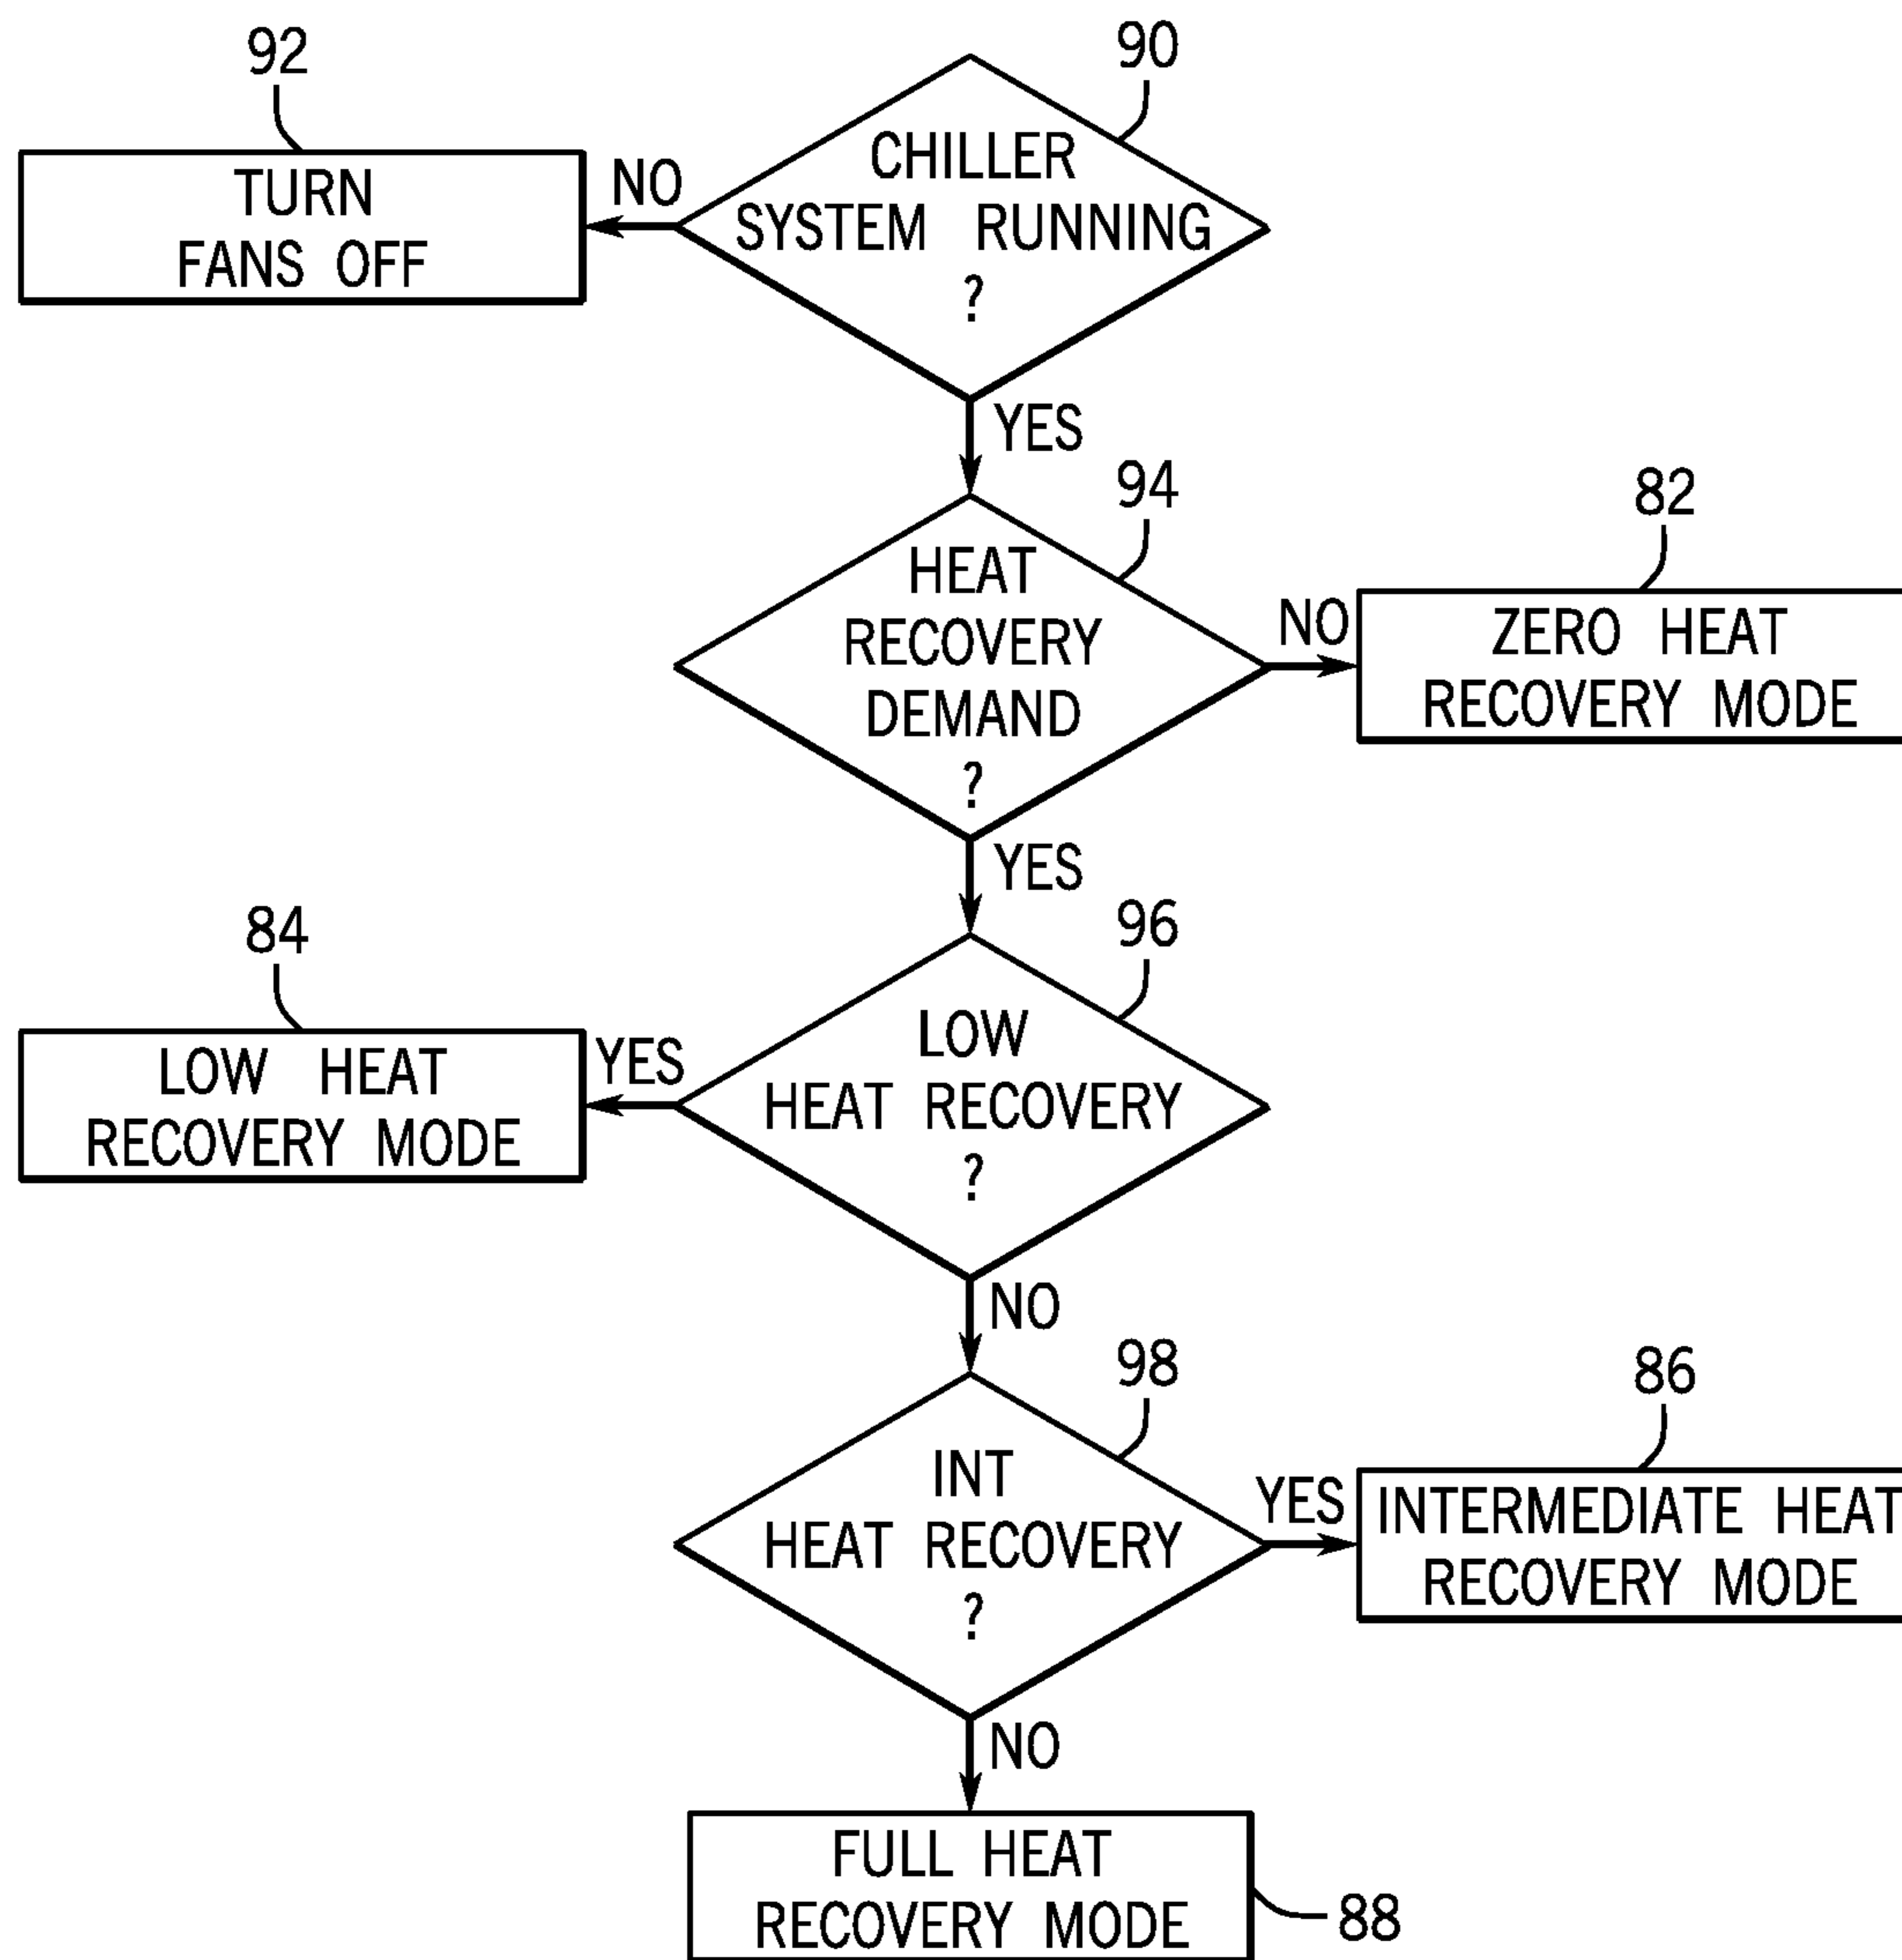 92
90
CHILLER
SYSTEM RUNNING
?
NO
TURN
FANS OFF
YES
94
82
HEAT
RECOVERY
DEMAND
?
NO
ZERO HEAT
RECOVERY MODE
YES
84
96
LOW
HEAT RECOVERY
?
YES
LOW HEAT
RECOVERY MODE
NO
98
86
INT
HEAT RECOVERY
?
YES
INTERMEDIATE HEAT
RECOVERY MODE
NO
FULL HEAT
RECOVERY MODE
88